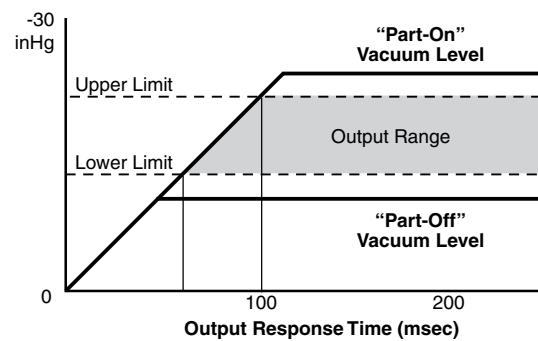 -30
inHg
“Part-On”
Vacuum Level
Upper Limit
Output Range
Lower Limit
“Part-Off”
Vacuum Level
0
100
200
Output Response Time (msec)